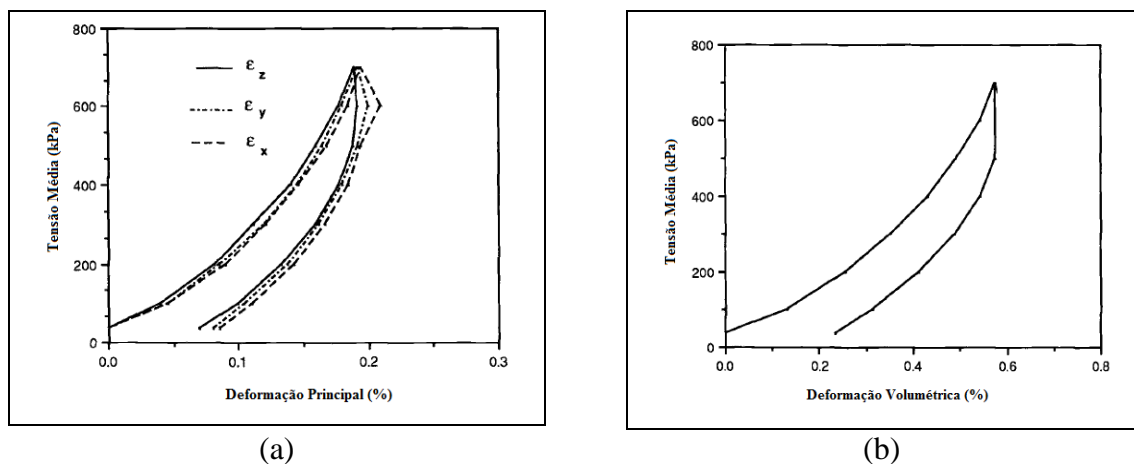 800
600
400
200
0
Tensão Média (kPa)
ε z
ε y
ε x
0.0
0.1
0.2
0.3
Deformação Principal (%)
(a)
800
600
400
200
0
Tensão Média (kPa)
0.0
0.2
0.4
0.6
0.8
Deformação Volumétrica (%)
(b)